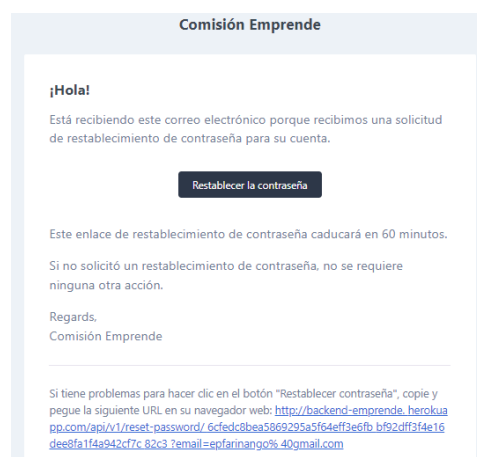 Comisión Emprende
¡Hola!
Está recibiendo este correo electrónico porque recibimos una solicitud
de restablecimiento de contraseña para su cuenta.
Restablecer la contraseña
Este enlace de restablecimiento de contraseña caducará en 60 minutos.
Si no solicitó un restablecimiento de contraseña, no se requiere
ninguna otra acción.
Regards,
Comisión Emprende
Si tiene problemas para hacer clic en el botón "Restablecer contraseña", copie y
pegue la siguiente URL en su navegador web: http://backend-emprende. herokua
pp.com/api/v1/reset-password/ 6cfedc8bea5869295a5f64eff3e6fb bf92dff3f4e16
dee8fa1f4a942cf7c 82c3 ?email=epfarinango% 40gmail.com